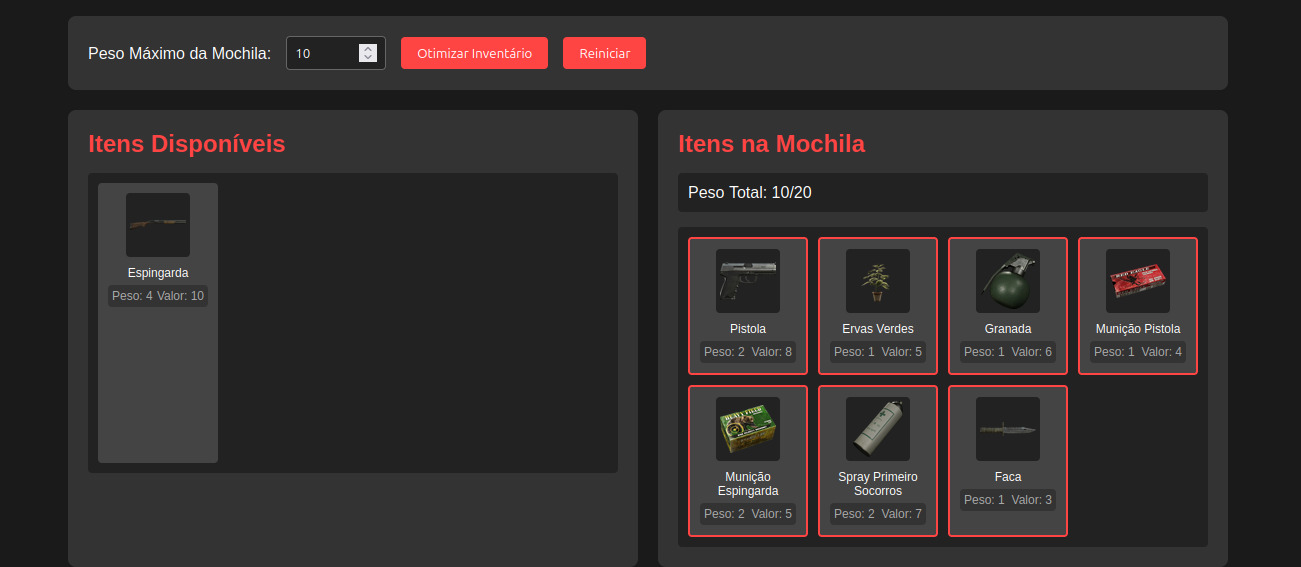 Peso Máximo da Mochila: 10 Otimizar Inventário Reiniciar
Itens Disponíveis
Espingarda
Peso: 4 Valor: 10
Itens na Mochila
Peso Total: 10/20
Pistola
Peso: 2 Valor: 8
Ervas Verdes
Peso: 1 Valor: 5
Granada
Peso: 1 Valor: 6
RED EAGLE
Munição Pistola
Peso: 1 Valor: 4
Munição
Espingarda
Peso: 2 Valor: 5
Spray Primeiro
Socorros
Peso: 2 Valor: 7
Faca
Peso: 1 Valor: 3